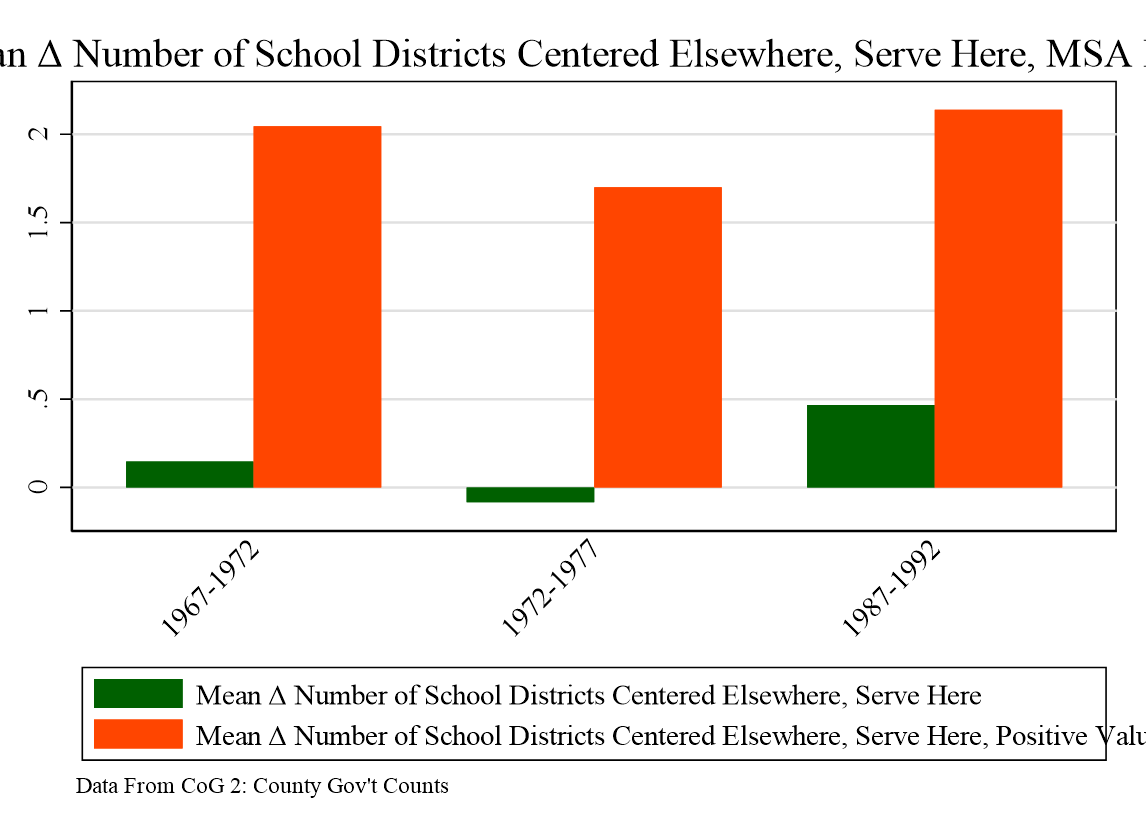 an Δ Number of School Districts Centered Elsewhere, Serve Here, MSA
2
1.5
1
.5
0
1967-1972
1972-1977
1987-1992
Mean Δ Number of School Districts Centered Elsewhere, Serve Here
Mean Δ Number of School Districts Centered Elsewhere, Serve Here, Positive Valu
Data From CoG 2: County Gov't Counts